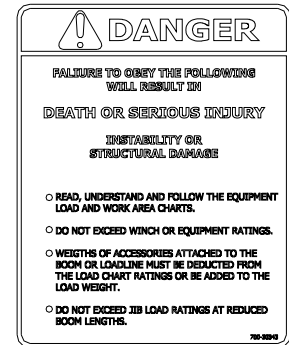 DANGER
FALIURE TO OBEY THE FOLLOWING
WILL RESULT IN
DEATH OR SERIOUS INJURY
INSTABILITY OR
STRUCTURAL DAMAGE
READ, UNDERSTAND AND FOLLOW THE EQUIPMENT
LOAD AND WORK AREA CHARTS.
DO NOT EXCEED WINCH OR EQUIPMENT RATINGS.
WEIGTHS OF ACCESSORIES ATTACHED TO THE
BOOM OR LOADLINE MUST BE DEDUCTED FROM
THE LOAD CHART RATINGS OR BE ADDED TO THE
LOAD WEIGHT.
DO NOT EXCEED JIB LOAD RATINGS AT REDUCED
BOOM LENGTHS.